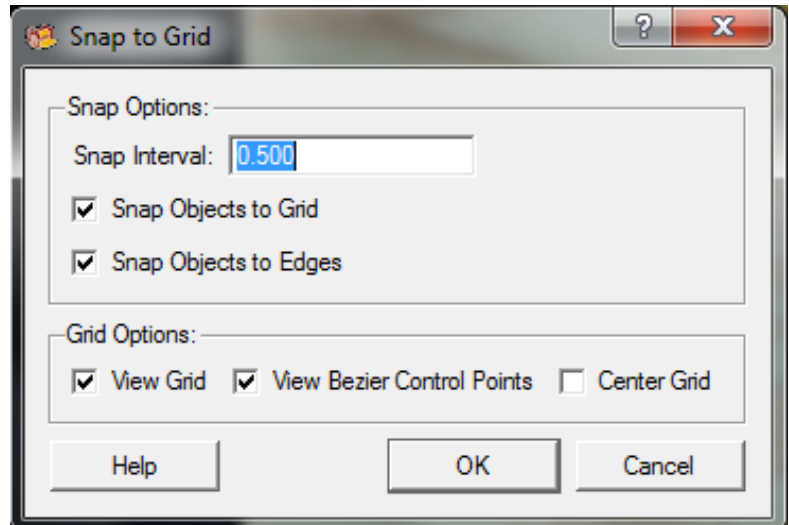 Snap to Grid
Snap Options:
Snap Interval: 0.500
Snap Objects to Grid
Snap Objects to Edges
Grid Options:
View Grid View Bezier Control Points Center Grid
Help OK Cancel